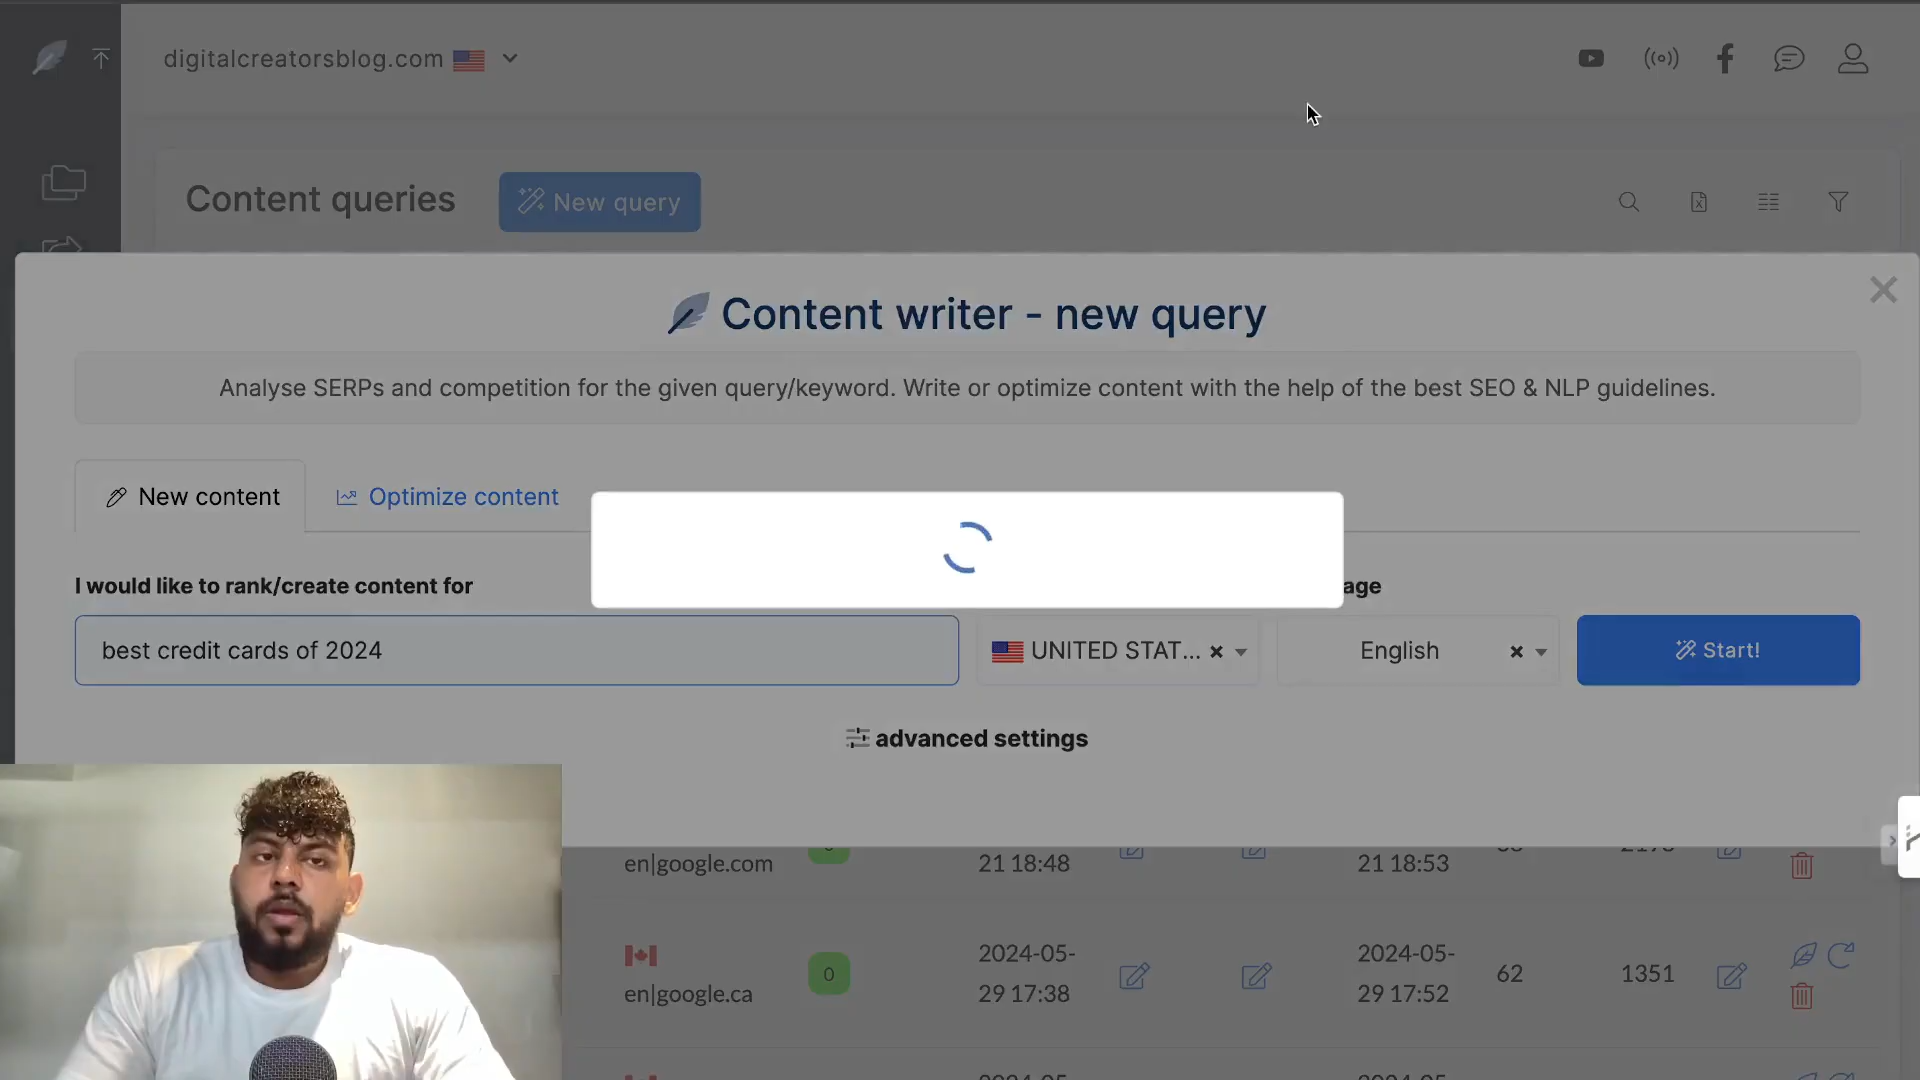 digitalcreatorsblog.com
Content queries
New query
Content writer - new query
Analyse SERPs and competition for the given query/keyword. Write or optimize content with the help of the best SEO & NLP guidelines.
New content
Optimize content
I would like to rank/create content for
age
best credit cards of 2024
UNITED STAT...
English
Start!
advanced settings
en|google.com
21 18:48
21 18:53
2024-05-
2024-05-
0
62
1351
en|google.ca
29 17:38
29 17:52